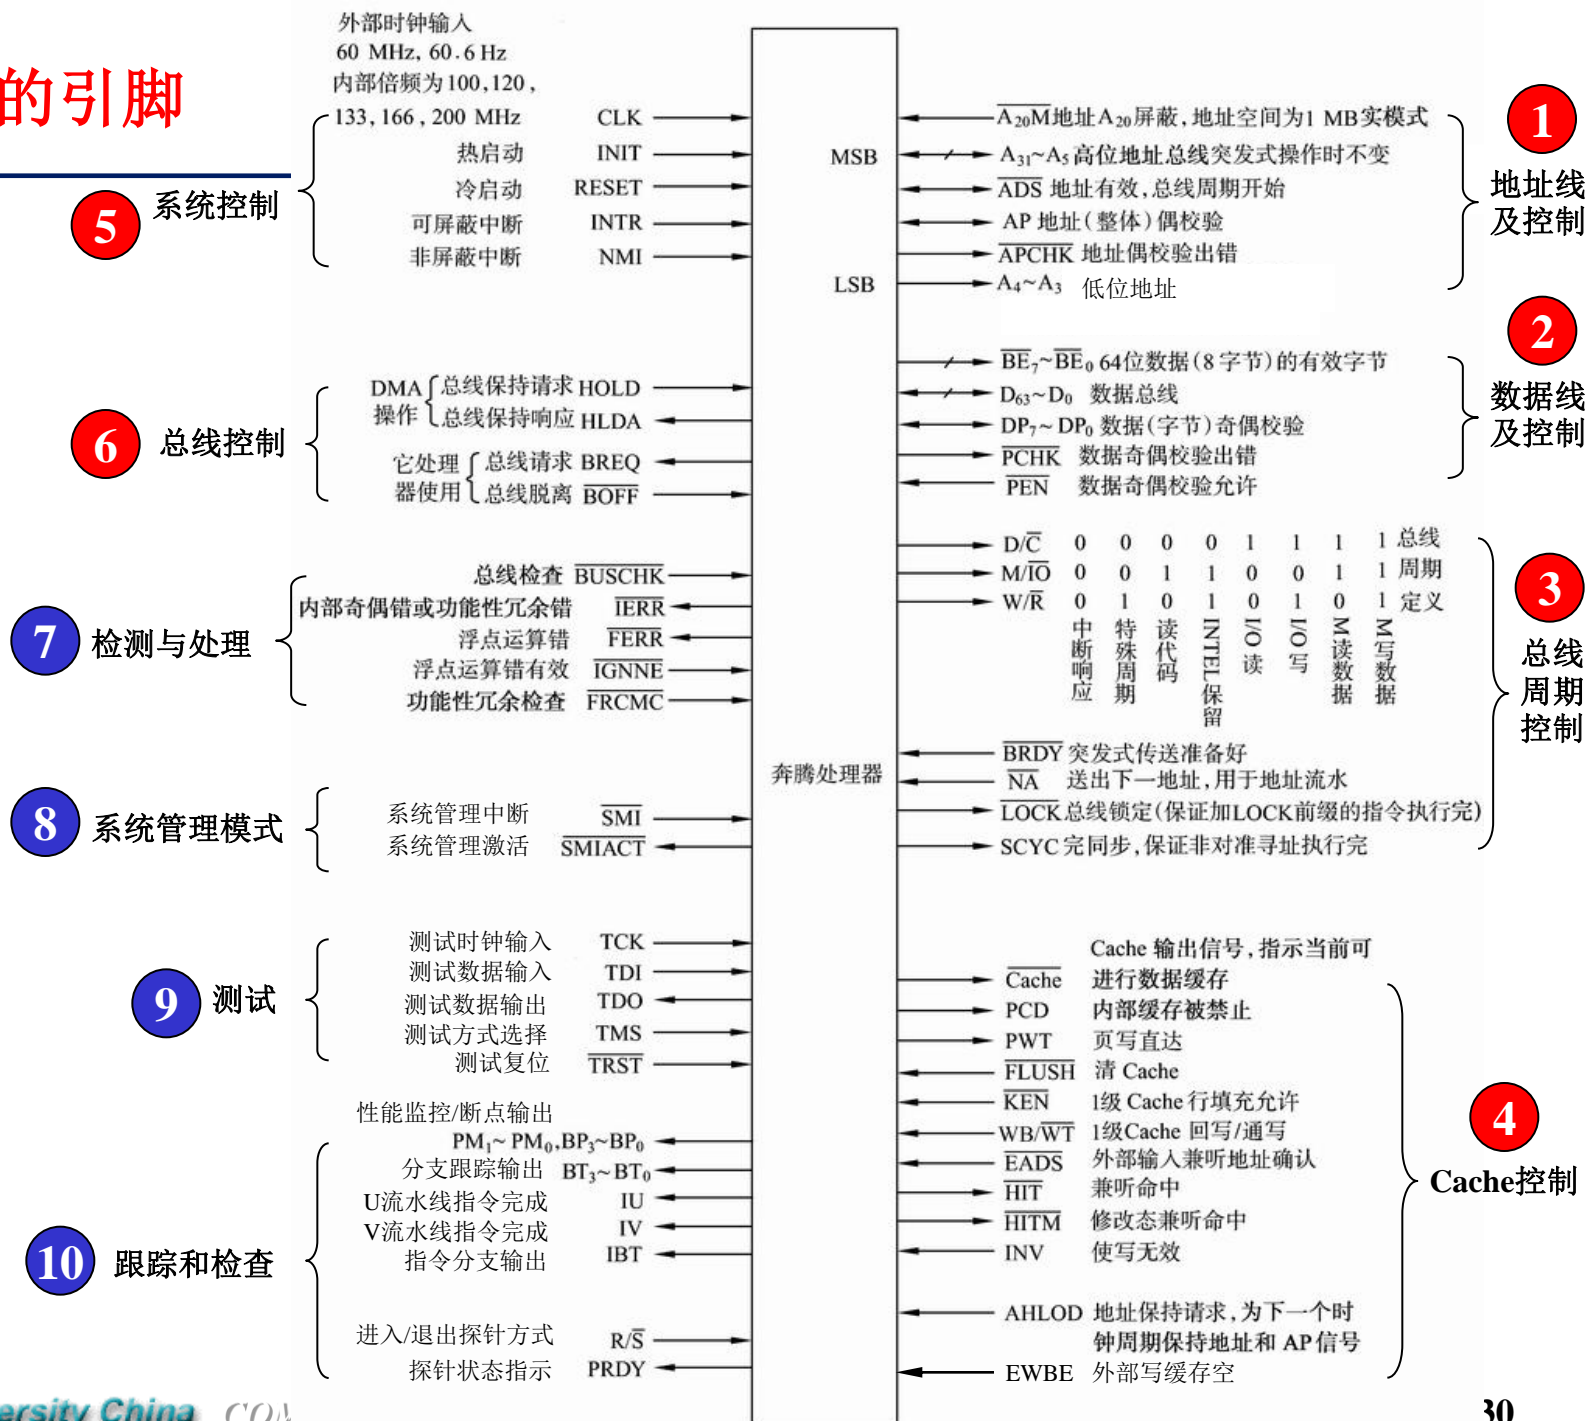 的引脚
外部时钟输入
60 MHz, 60.6 Hz
内部倍频为100,120,
133,166,200 MHz CLK
热启动 INIT
冷启动 RESET
可屏蔽中断 INTR
非屏蔽中断 NMI
5 系统控制
DMA操作 总线保持请求 HOLD
总线保持响应 HLDA
它处理器使用 总线请求 BREQ
总线脱离 B̅O̅F̅F̅
6 总线控制
总线检查 B̅U̅S̅C̅H̅K̅
内部奇偶错或功能性冗余错 I̅E̅R̅R̅
浮点运算错 F̅E̅R̅R̅
浮点运算错有效 I̅G̅N̅N̅E̅
功能性冗余检查 F̅R̅C̅M̅C̅
7 检测与处理
系统管理中断 S̅M̅I̅
系统管理激活 S̅M̅I̅A̅C̅T̅
8 系统管理模式
测试时钟输入 TCK
测试数据输入 TDI
测试数据输出 TDO
测试方式选择 TMS
测试复位 T̅R̅S̅T̅
9 测试
性能监控/断点输出
PM₁~PM₀,BP₃~BP₀
分支跟踪输出 BT₃~BT₀
U流水线指令完成 IU
V流水线指令完成 IV
指令分支输出 IBT
进入/退出探针方式 R/S̅
探针状态指示 PRDY
10 跟踪和检查
MSB
LSB
奔腾处理器
A̅₂₀M̅地址A₂₀屏蔽,地址空间为1 MB实模式
A₃₁~A₅高位地址总线突发式操作时不变
A̅D̅S̅ 地址有效,总线周期开始
AP 地址(整体)偶校验
A̅P̅C̅H̅K̅ 地址偶校验出错
A₄~A₃ 低位地址
1
地址线
及控制
B̅E̅₇~B̅E̅₀ 64位数据(8字节)的有效字节
D₆₃~D₀ 数据总线
DP₇~DP₀ 数据(字节)奇偶校验
P̅C̅H̅K̅ 数据奇偶校验出错
P̅E̅N̅ 数据奇偶校验允许
2
数据线
及控制
D/C̅ 0 0 0 0 1 1 1 1 总线
M/I̅O̅ 0 0 1 1 0 0 1 1 周期
W/R̅ 0 1 0 1 0 1 0 1 定义
中断响应 特殊周期 读代码 INTEL保留 I/O读 I/O写 M读数据 M写数据
B̅R̅D̅Y̅ 突发式传送准备好
N̅A̅ 送出下一地址,用于地址流水
L̅O̅C̅K̅ 总线锁定(保证加LOCK前缀的指令执行完)
SCYC 完同步,保证非对准寻址执行完
3
总线
周期
控制
Cache 输出信号,指示当前可
C̅a̅c̅h̅e̅ 进行数据缓存
PCD 内部缓存被禁止
PWT 页写直达
F̅L̅U̅S̅H̅ 清 Cache
K̅E̅N̅ 1级 Cache 行填充允许
WB/W̅T̅ 1级Cache 回写/通写
E̅A̅D̅S̅ 外部输入兼听地址确认
H̅I̅T̅ 兼听命中
H̅I̅T̅M̅ 修改态兼听命中
INV 使写无效
AHLOD 地址保持请求,为下一个时
钟周期保持地址和 AP信号
EWBE 外部写缓存空
4
Cache控制
ersity China COM
30